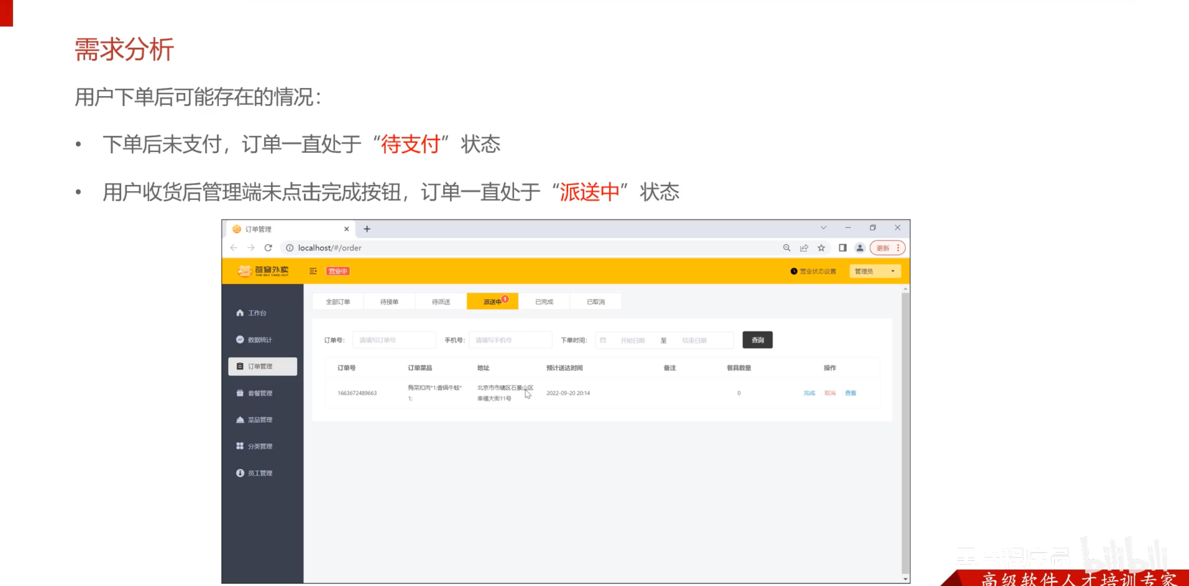 需求分析
用户下单后可能存在的情况：
• 下单后未支付，订单一直处于“待支付”状态
• 用户收货后管理端未点击完成按钮，订单一直处于“派送中”状态
订单管理
localhost/#/order
更新
苍穹外卖
营业中
营业状态设置
管理员
工作台
数据统计
订单管理
套餐管理
菜品管理
分类管理
员工管理
全部订单 待接单 待派送 派送中 1 已完成 已取消
订单号： 请填写订单号 手机号： 请填写手机号 下单时间： 开始日期 至 结束日期 查询
订单号 订单菜品 地址 预计送达时间 备注 餐具数量 操作
1663672489663 北京市市辖区石景山区 2022-09-20 20:14 0 完成 取消 查看
1; 幸福大街11号
bilibili
高级软件人才培训专家